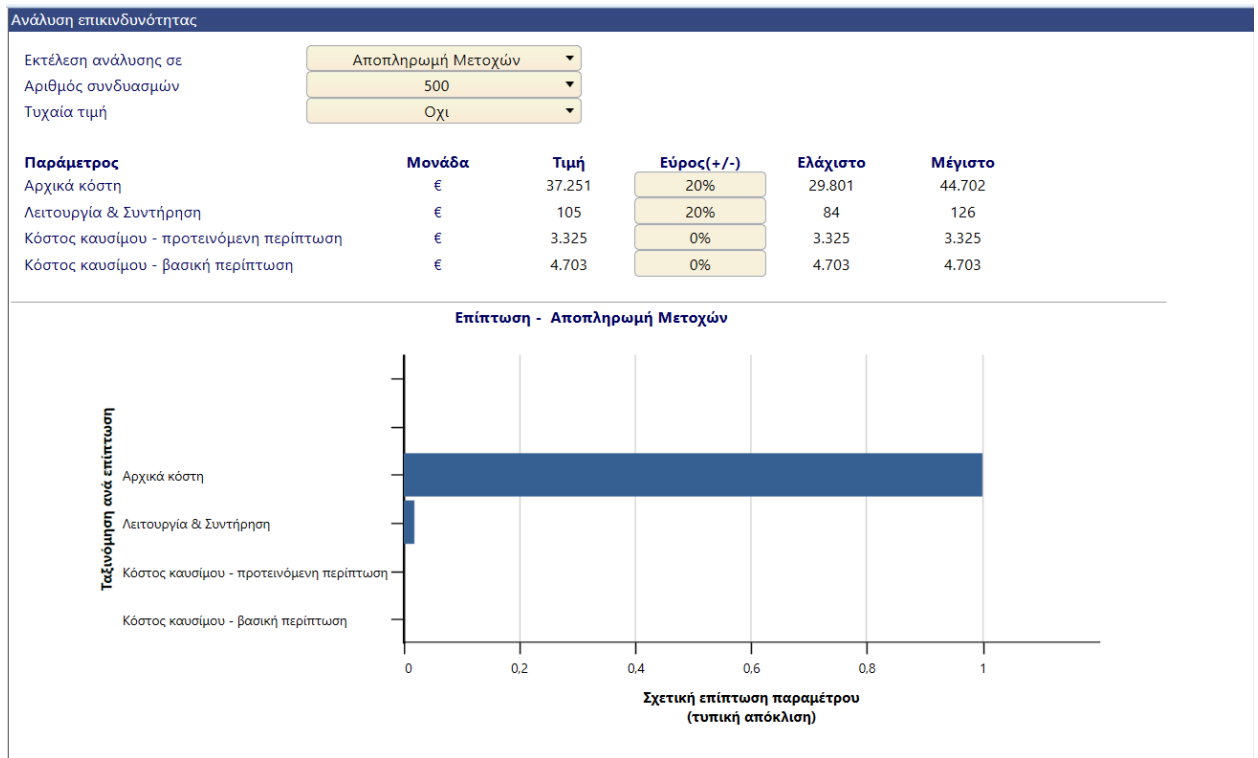 Ανάλυση επικινδυνότητας
Εκτέλεση ανάλυσης σε Αποπληρωμή Μετοχών
Αριθμός συνδυασμών 500
Τυχαία τιμή Οχι
Παράμετρος Μονάδα Τιμή Εύρος(+/-) Ελάχιστο Μέγιστο
Αρχικά κόστη € 37.251 20% 29.801 44.702
Λειτουργία & Συντήρηση € 105 20% 84 126
Κόστος καυσίμου - προτεινόμενη περίπτωση € 3.325 0% 3.325 3.325
Κόστος καυσίμου - βασική περίπτωση € 4.703 0% 4.703 4.703
Επίπτωση - Αποπληρωμή Μετοχών
Ταξινόμηση ανά επίπτωση
Αρχικά κόστη
Λειτουργία & Συντήρηση
Κόστος καυσίμου - προτεινόμενη περίπτωση
Κόστος καυσίμου - βασική περίπτωση
0 0,2 0,4 0,6 0,8 1
Σχετική επίπτωση παραμέτρου
(τυπική απόκλιση)